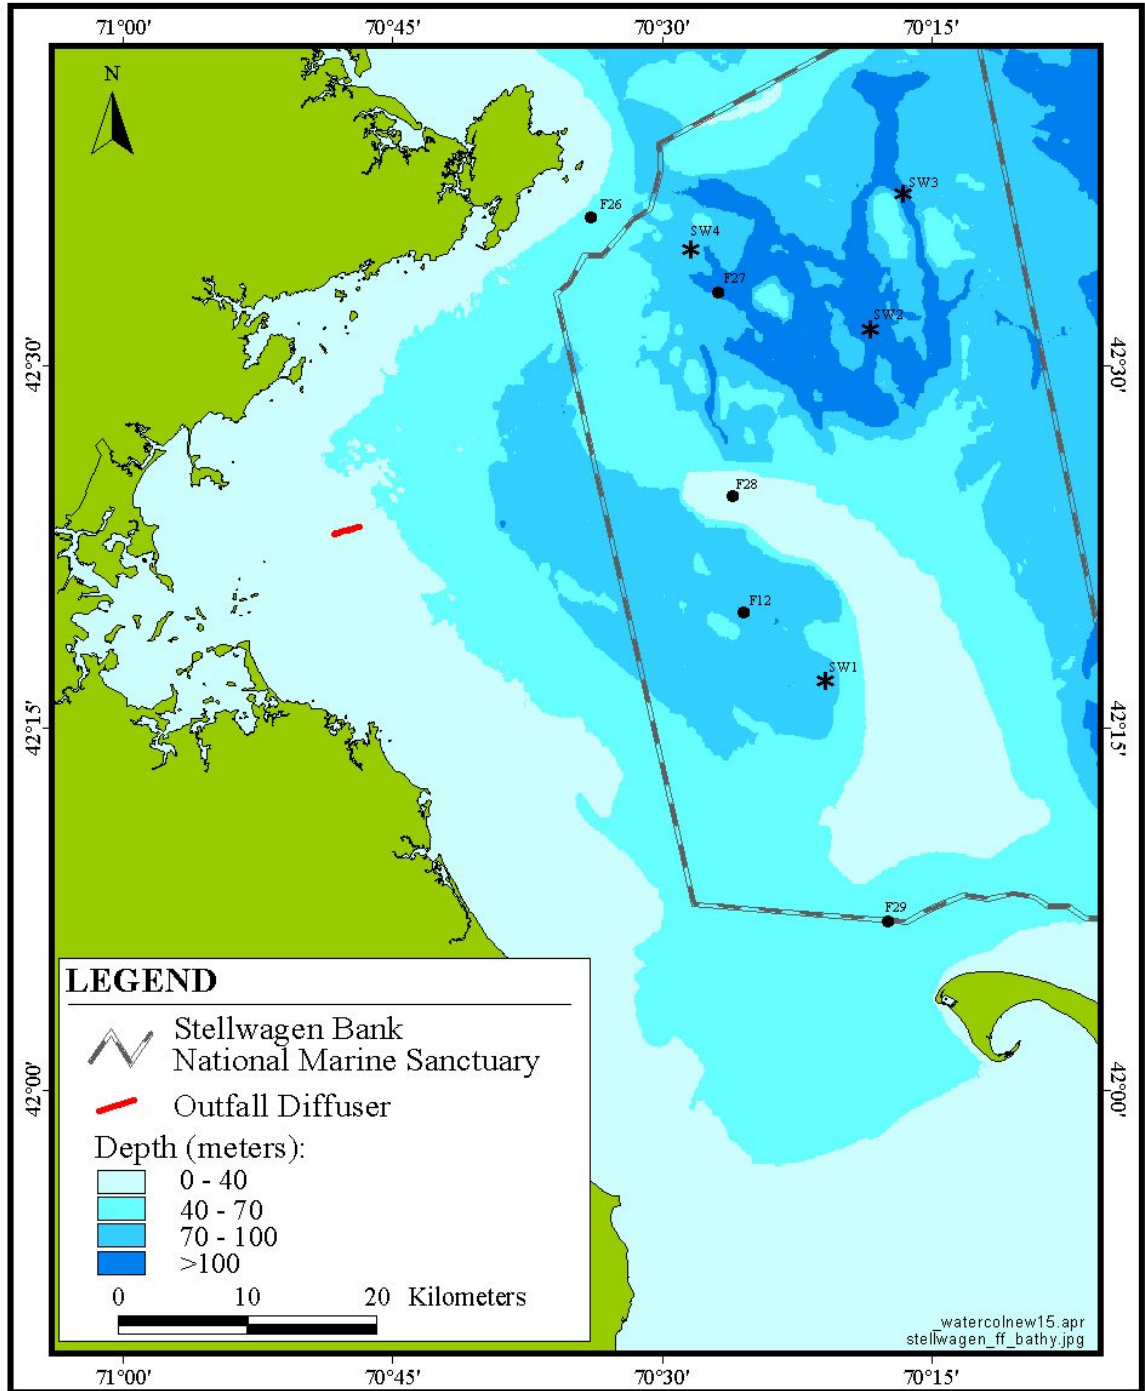 71°00' 70°45' 70°30' 70°15'
N
SW3
F26
SW4
F27
SW2
42°30' 42°30'
F28
F12
SW1
42°15' 42°15'
F29
LEGEND
Stellwagen Bank
National Marine Sanctuary
Outfall Diffuser
Depth (meters):
0 - 40
40 - 70
70 - 100
>100
0 10 20 Kilometers
42°00' 42°00'
_watercolnew15.apr
stellwagen_ff_bathy.jpg
71°00' 70°45' 70°30' 70°15'